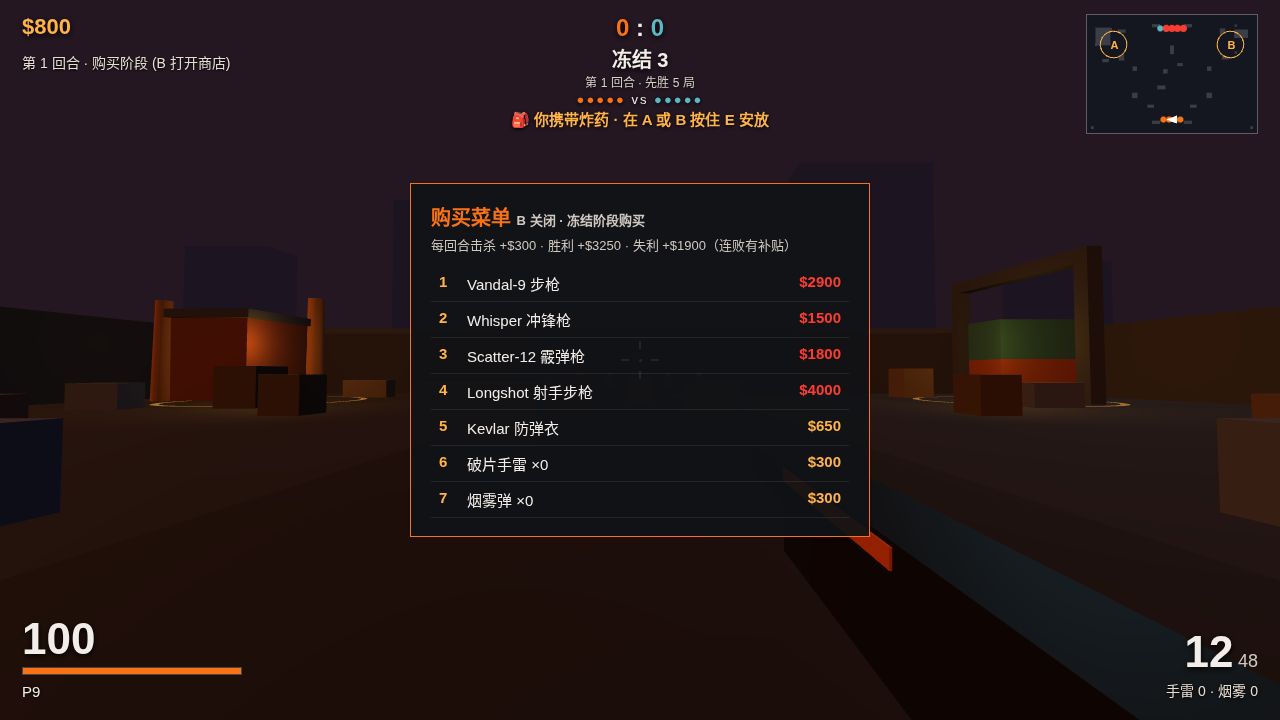 $800
第 1 回合 · 购买阶段 (B 打开商店)
0 : 0
冻结 3
第 1 回合 · 先胜 5 局
VS
🎒 你携带炸药 · 在 A 或 B 按住 E 安放
A B
购买菜单 B 关闭 · 冻结阶段购买
每回合击杀 +$300 · 胜利 +$3250 · 失利 +$1900（连败有补贴）
1 Vandal-9 步枪 $2900
2 Whisper 冲锋枪 $1500
3 Scatter-12 霰弹枪 $1800
4 Longshot 射手步枪 $4000
5 Kevlar 防弹衣 $650
6 破片手雷 ×0 $300
7 烟雾弹 ×0 $300
100
P9
12 48
手雷 0 · 烟雾 0